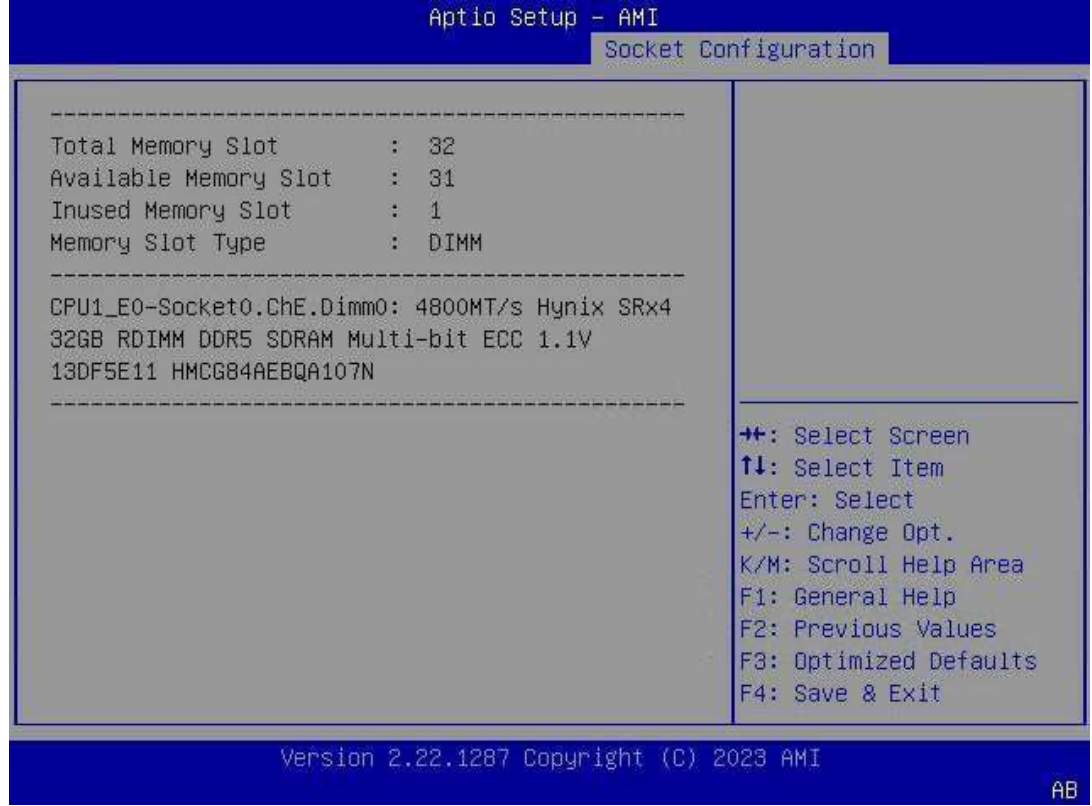 Aptio Setup - AMI
Socket Configuration
------------------------------------------------
Total Memory Slot : 32
Available Memory Slot : 31
Inused Memory Slot : 1
Memory Slot Type : DIMM
------------------------------------------------
CPU1_E0-Socket0.ChE.Dimm0: 4800MT/s Hynix SRx4
32GB RDIMM DDR5 SDRAM Multi-bit ECC 1.1V
13DF5E11 HMCG84AEBQA107N
------------------------------------------------
→←: Select Screen
↑↓: Select Item
Enter: Select
+/-: Change Opt.
K/M: Scroll Help Area
F1: General Help
F2: Previous Values
F3: Optimized Defaults
F4: Save & Exit
Version 2.22.1287 Copyright (C) 2023 AMI
AB